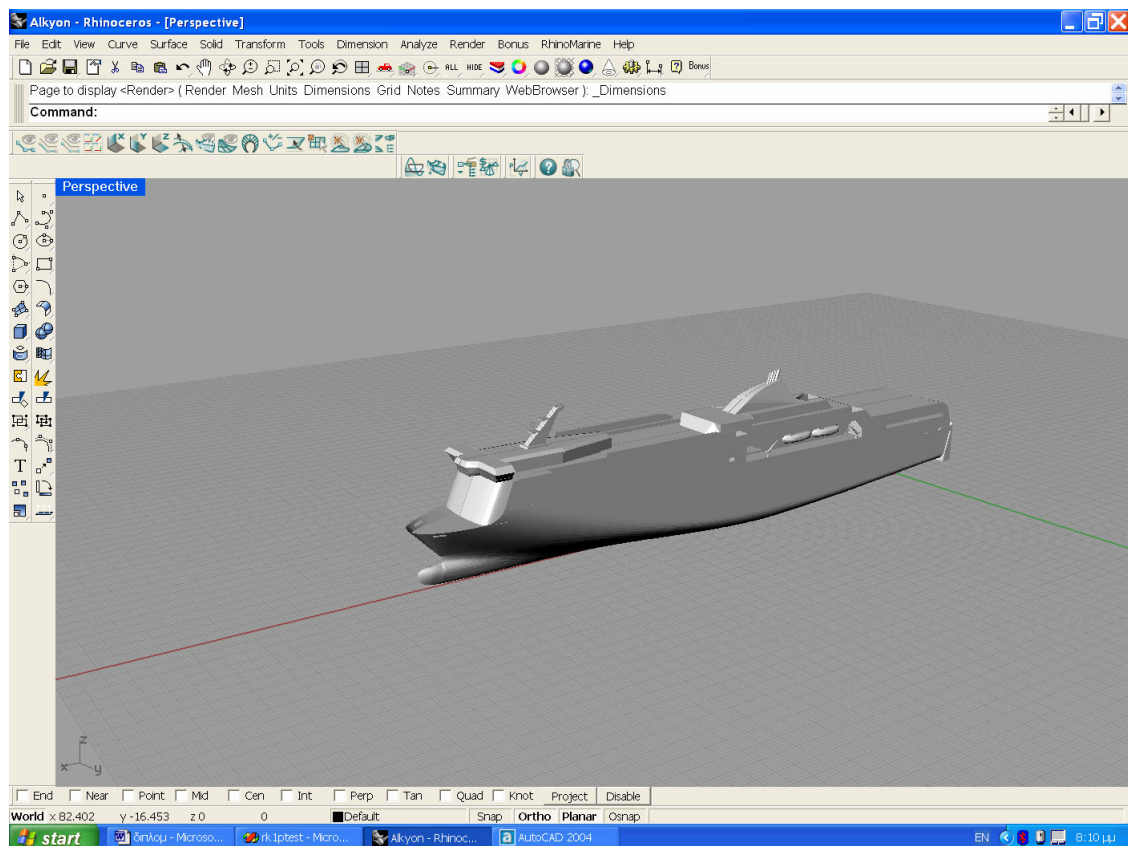 Alkyon - Rhinoceros - [Perspective]
File Edit View Curve Surface Solid Transform Tools Dimension Analyze Render Bonus RhinoMarine Help
ALL HIDE Bonus
Page to display <Render> ( Render Mesh Units Dimensions Grid Notes Summary WebBrowser ): _Dimensions
Command:
Perspective
T
z
x y
End Near Point Mid Cen Int Perp Tan Quad Knot Project Disable
World x 82.402 y -16.453 z 0 0 Default Snap Ortho Planar Osnap
start διπλωμ - Microso... rk1ptest - Micro... Alkyon - Rhinoc... AutoCAD 2004 EN 8:10 μμ